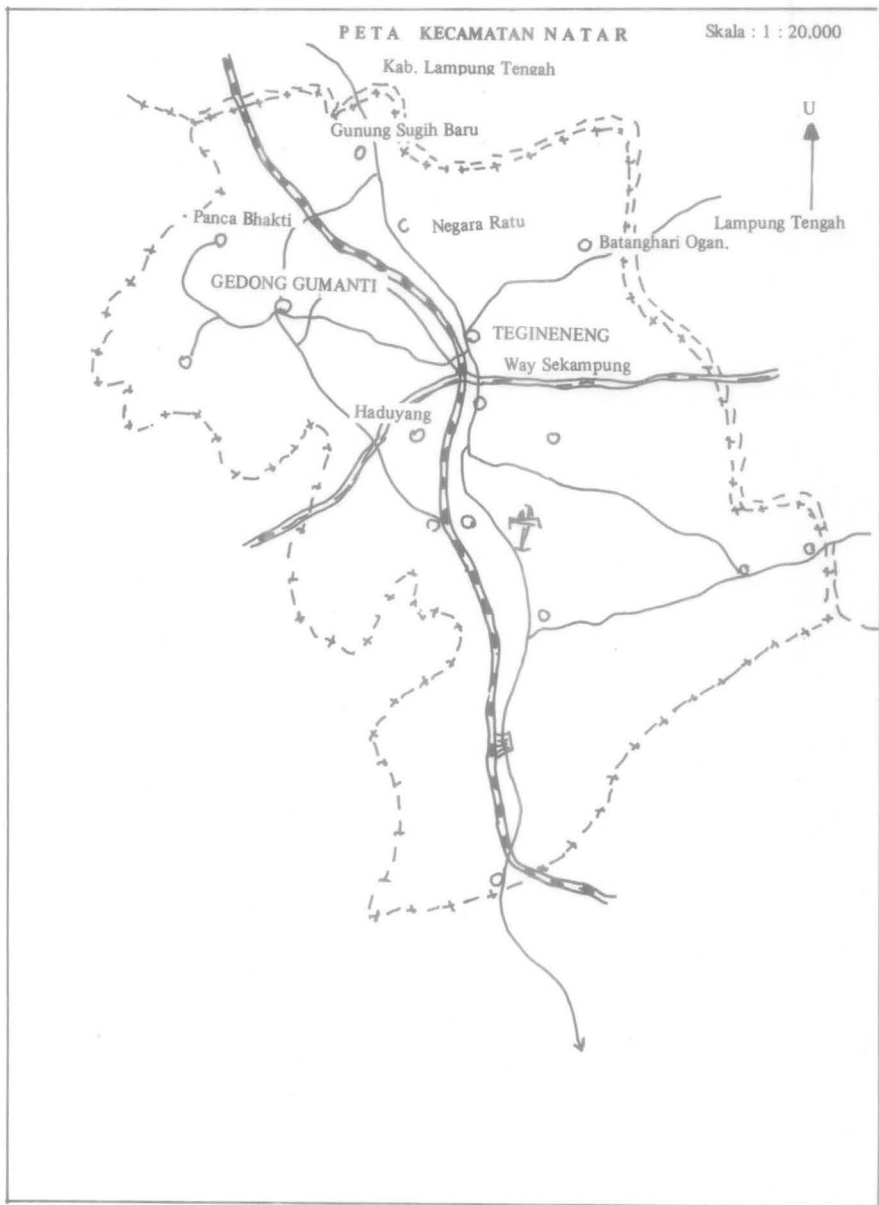 PETA KECAMATAN NATAR
Skala : 1 : 20.000
Kab. Lampung Tengah
U
Gunung Sugih Baru
Panca Bhakti
Negara Ratu
Lampung Tengah
Batanghari Ogan.
GEDONG GUMANTI
TEGINENENG
Way Sekampung
Haduyang